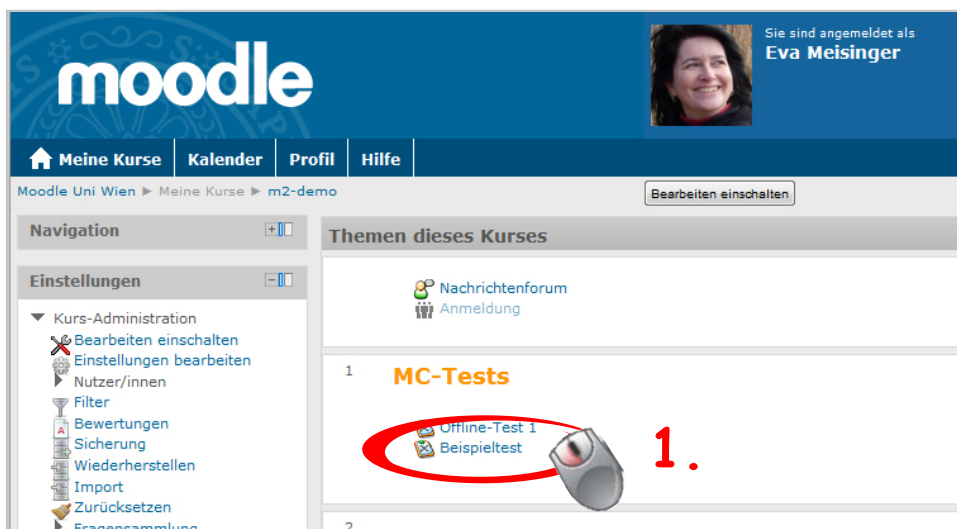 moodle
Sie sind angemeldet als
Eva Meisinger
Meine Kurse Kalender Profil Hilfe
Moodle Uni Wien ► Meine Kurse ► m2-demo
Bearbeiten einschalten
Navigation
Einstellungen
Kurs-Administration
Bearbeiten einschalten
Einstellungen bearbeiten
Nutzer/innen
Filter
Bewertungen
Sicherung
Wiederherstellen
Import
Zurücksetzen
Fragensammlung
Themen dieses Kurses
Nachrichtenforum
Anmeldung
1
MC-Tests
Offline-Test 1
Beispieltest
1.
2